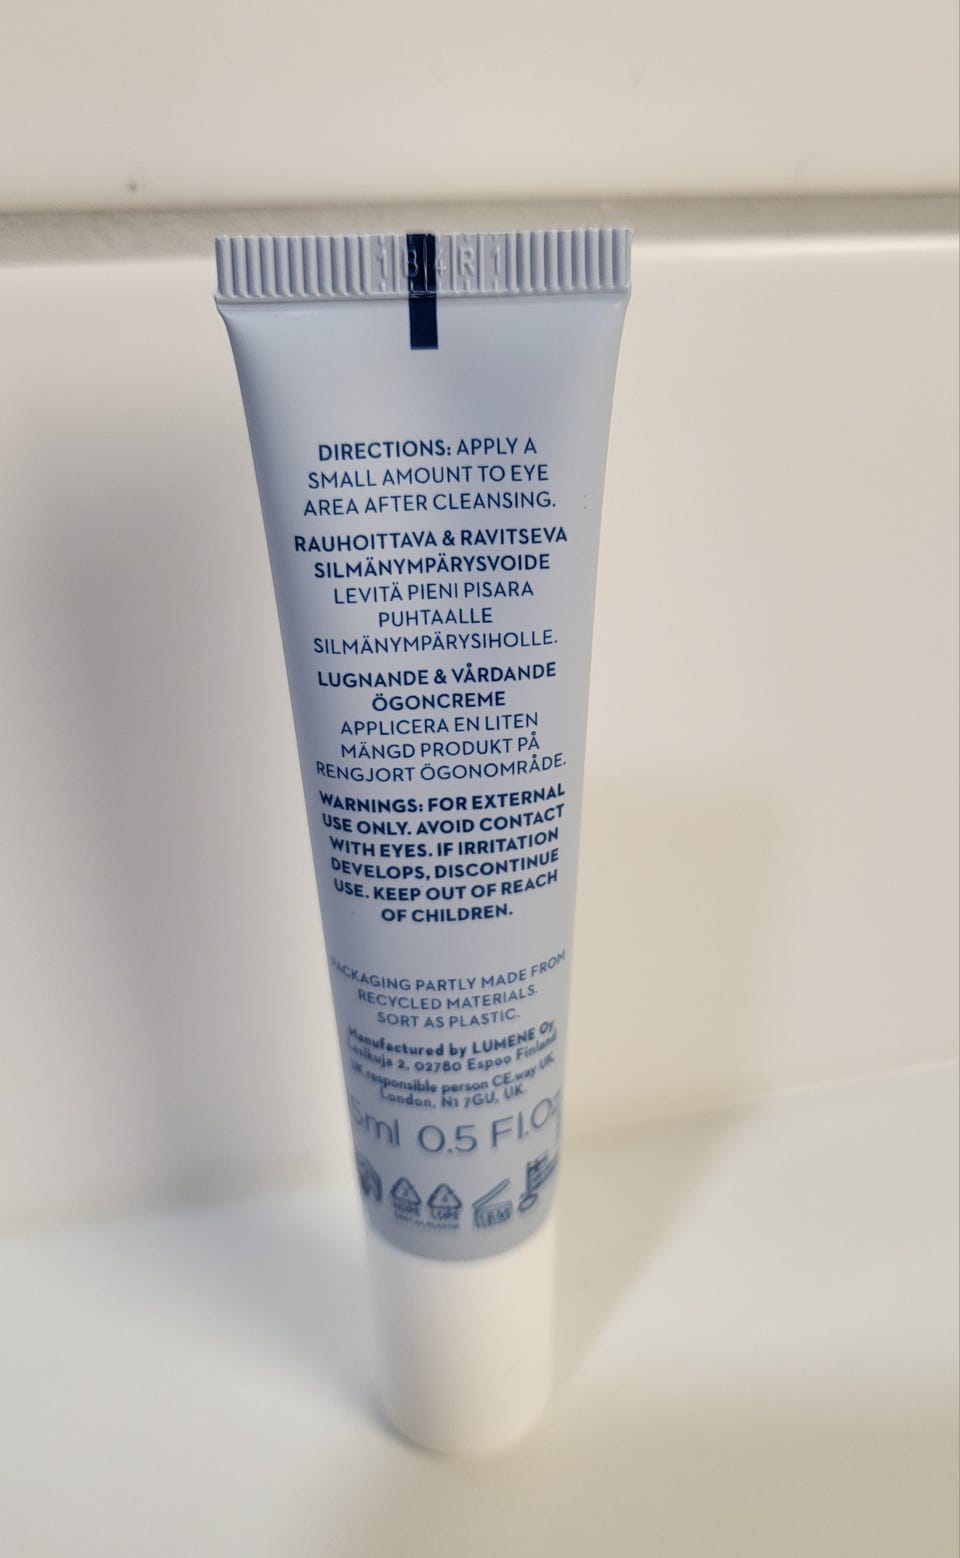 184R1
DIRECTIONS: APPLY A
SMALL AMOUNT TO EYE
AREA AFTER CLEANSING.
RAUHOITTAVA & RAVITSEVA
SILMÄNYMPÄRYSVOIDE
LEVITÄ PIENI PISARA
PUHTAALLE
SILMÄNYMPÄRYSIHOLLE.
LUGNANDE & VÅRDANDE
ÖGONCREME
APPLICERA EN LITEN
MÄNGD PRODUKT PÅ
RENGJORT ÖGONOMRÅDE.
WARNINGS: FOR EXTERNAL
USE ONLY. AVOID CONTACT
WITH EYES. IF IRRITATION
DEVELOPS, DISCONTINUE
USE. KEEP OUT OF REACH
OF CHILDREN.
PACKAGING PARTLY MADE FROM
RECYCLED MATERIALS.
SORT AS PLASTIC.
Manufactured by LUMENE Oy
Lasikuja 2, 02780 Espoo Finland
UK responsible person CE.way UK
London, N1 7GU, UK.
5ml 0.5 Fl.Oz